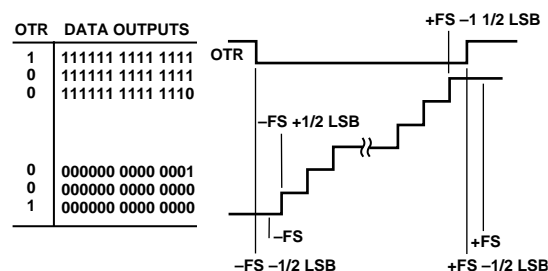 OTR DATA OUTPUTS
1 111111 1111 1111
0 111111 1111 1111
0 111111 1111 1110
0 000000 0000 0001
0 000000 0000 0000
1 000000 0000 0000
+FS –1 1/2 LSB
OTR
–FS +1/2 LSB
–FS
+FS
–FS –1/2 LSB
+FS –1/2 LSB